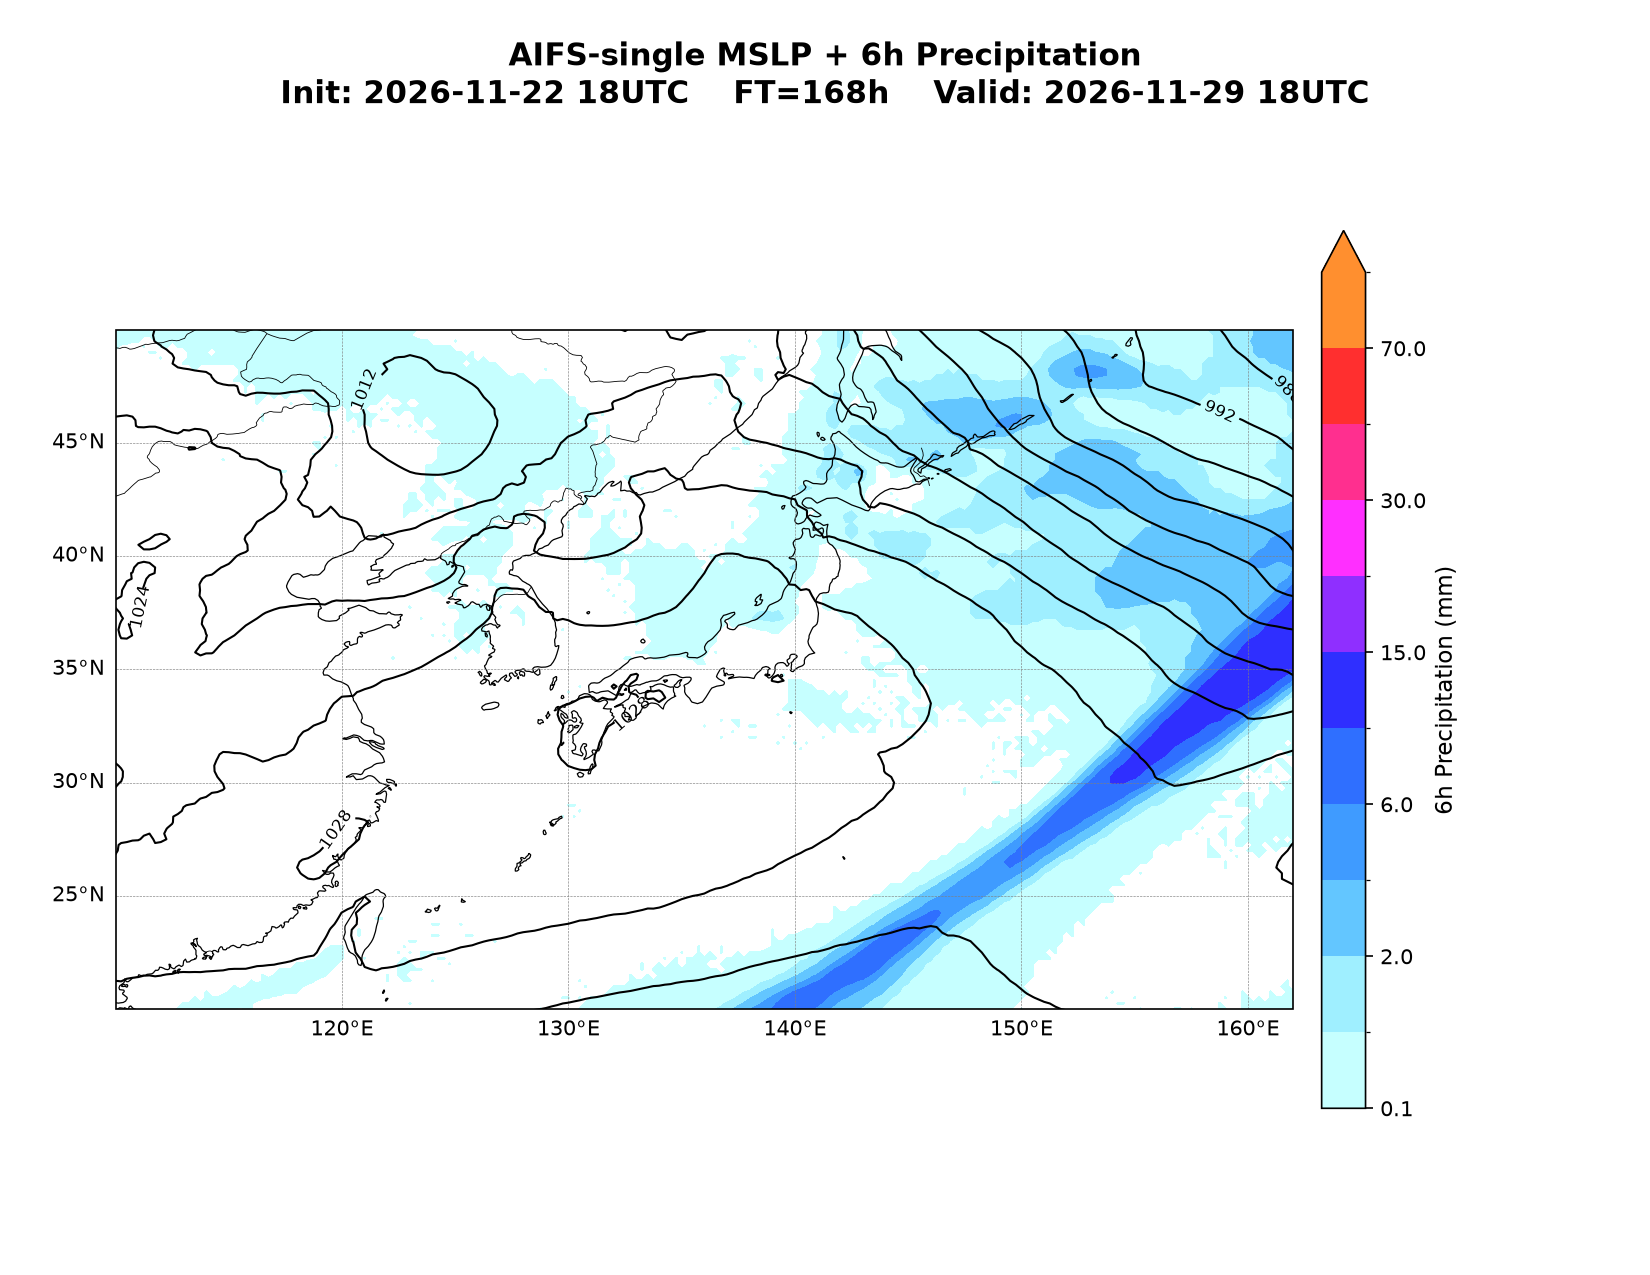 AIFS-single MSLP + 6h Precipitation
Init: 2026-11-22 18UTC    FT=168h    Valid: 2026-11-29 18UTC
1012
992
1024
1028
1028
45°N
40°N
35°N
30°N
25°N
120°E
130°E
140°E
150°E
160°E
70.0
30.0
15.0
6.0
2.0
0.1
6h Precipitation (mm)